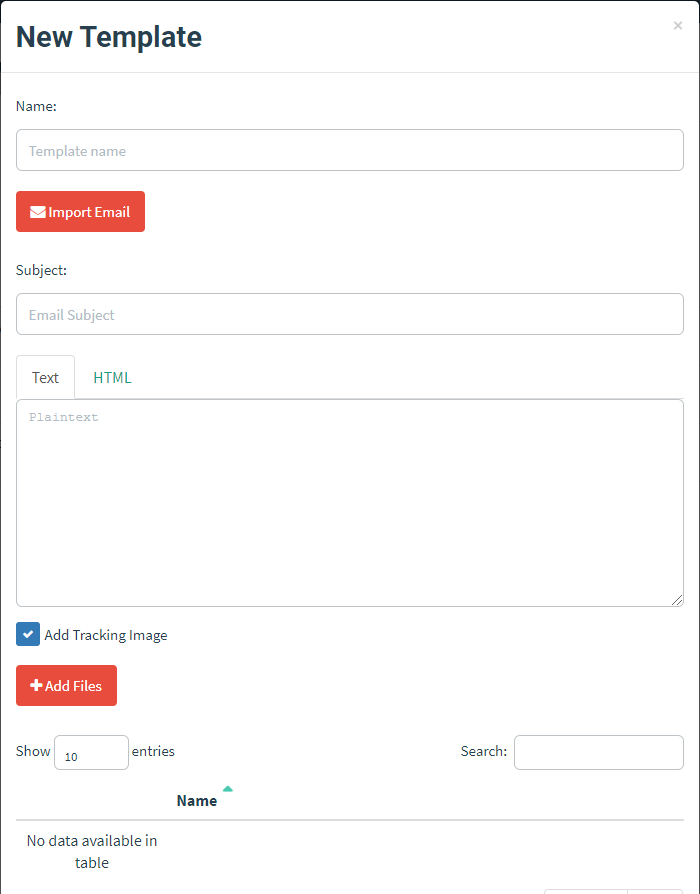 New Template
×
Name:
Template name
Import Email
Subject:
Email Subject
Text HTML
Plaintext
Add Tracking Image
Add Files
Show 10 entries Search:
Name
No data available in
table